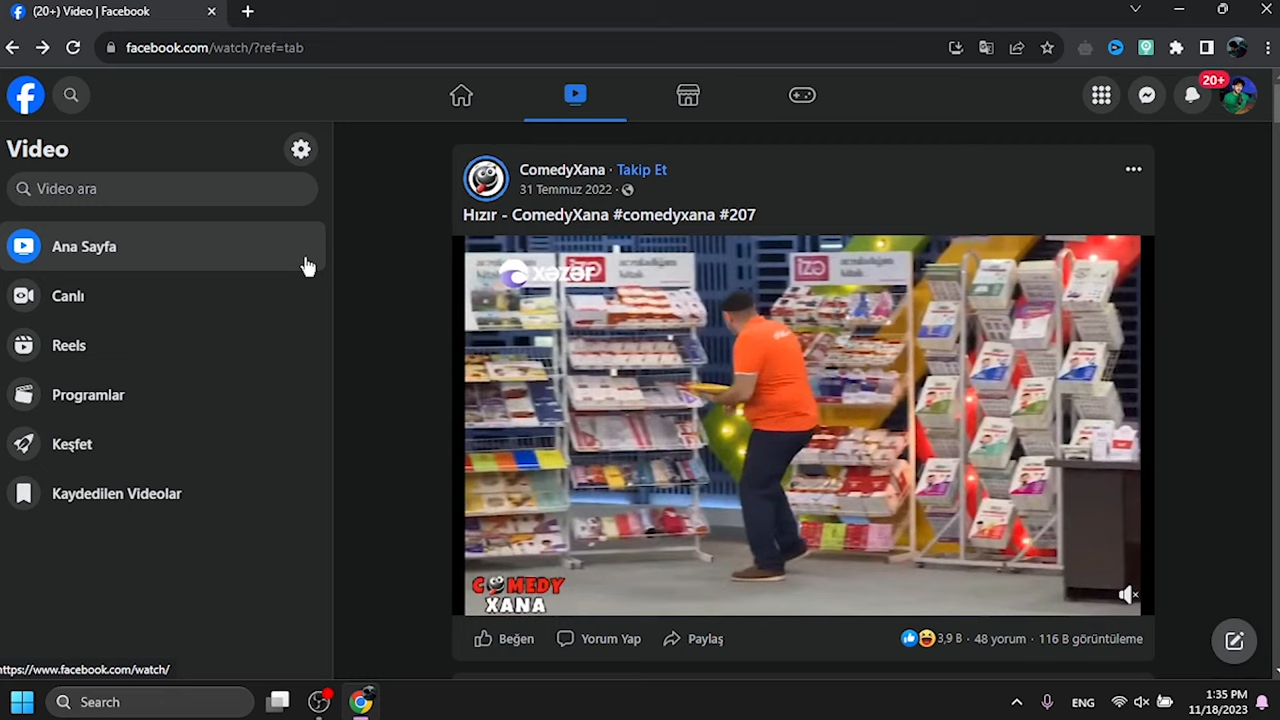 (20+) Video | Facebook
facebook.com/watch/?ref=tab
20+
Video
Video ara
Ana Sayfa
Canlı
Reels
Programlar
Keşfet
Kaydedilen Videolar
ComedyXana · Takip Et
31 Temmuz 2022 ·
Hızır - ComedyXana #comedyxana #207
xəzər
COMEDY
XANA
Beğen
Yorum Yap
Paylaş
3,9 B · 48 yorum · 116 B görüntüleme
https://www.facebook.com/watch/
Search
ENG
1:35 PM
11/18/2023